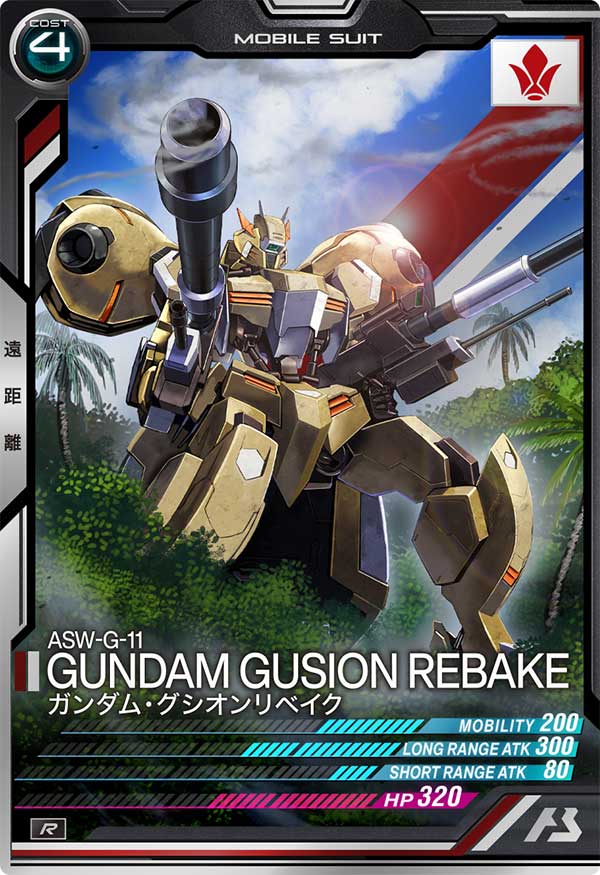 COST
4
MOBILE SUIT
遠距離
ASW-G-11
GUNDAM GUSION REBAKE
ガンダム・グシオンリベイク
MOBILITY 200
LONG RANGE ATK 300
SHORT RANGE ATK 80
HP 320
R